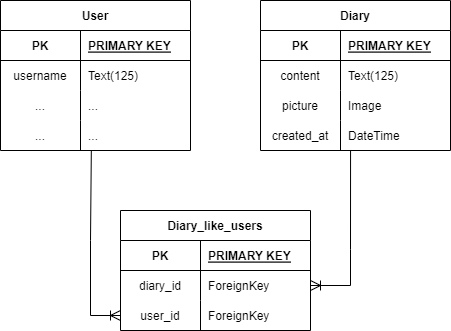 User
PK PRIMARY KEY
username Text(125)
... ...
... ...
Diary
PK PRIMARY KEY
content Text(125)
picture Image
created_at DateTime
Diary_like_users
PK PRIMARY KEY
diary_id ForeignKey
user_id ForeignKey